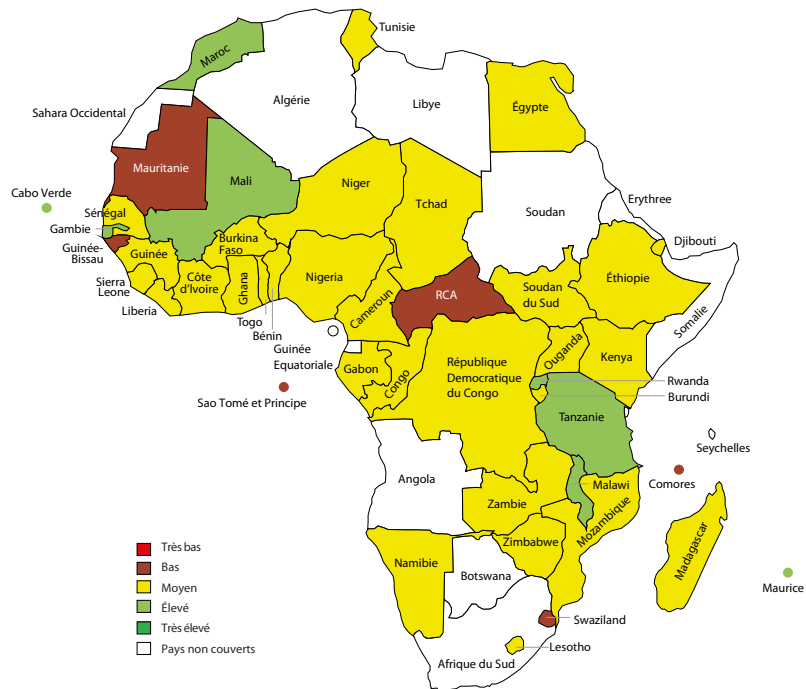 Tunisie
Maroc
Algérie
Libye
Égypte
Sahara Occidental
Mauritanie
Mali
Niger
Tchad
Soudan
Erythree
Cabo Verde
Sénégal
Gambie
Guinée-
Bissau
Guinée
Burkina
Faso
Djibouti
Sierra
Leone
Liberia
Côte
d'Ivoire
Ghana
Togo
Bénin
Nigeria
Cameroun
RCA
Soudan
du Sud
Éthiopie
Somalie
Guinée
Equatoriale
Gabon
Congo
République
Democratique
du Congo
Ouganda
Kenya
Rwanda
Burundi
Sao Tomé et Principe
Tanzanie
Seychelles
Comores
Angola
Zambie
Malawi
Mozambique
Madagascar
Maurice
Namibie
Zimbabwe
Botswana
Swaziland
Lesotho
Afrique du Sud
Très bas
Bas
Moyen
Élevé
Très élevé
Pays non couverts